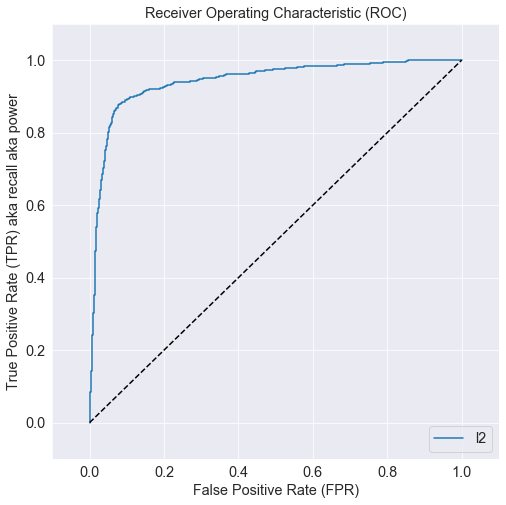 Receiver Operating Characteristic (ROC)
True Positive Rate (TPR) aka recall aka power
1.0
0.8
0.6
0.4
0.2
0.0
l2
0.0 0.2 0.4 0.6 0.8 1.0
False Positive Rate (FPR)